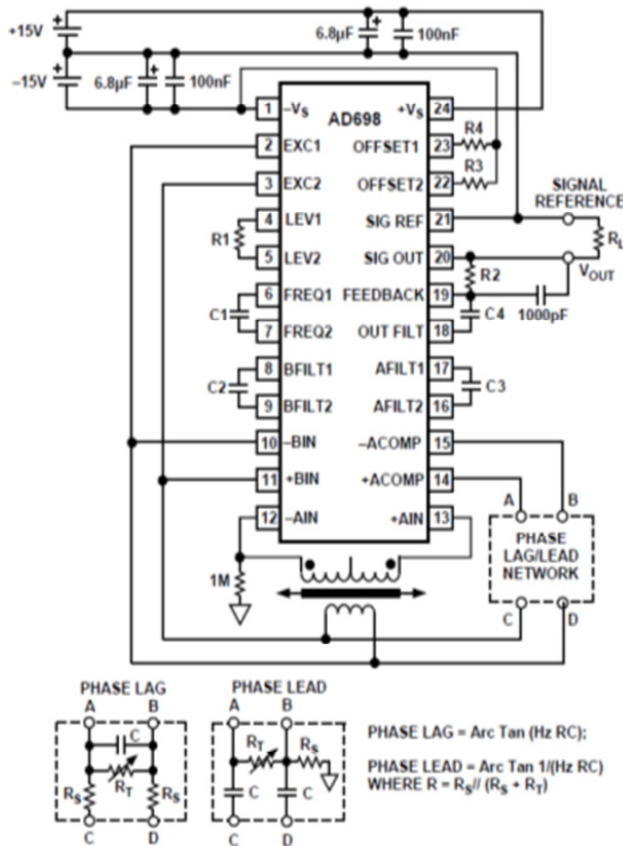 +15V
6.8µF
100nF
–15V
6.8µF
100nF
AD698
1 –VS
+VS 24
2 EXC1
OFFSET1 23
R4
3 EXC2
OFFSET2 22
R3
SIGNAL
REFERENCE
4 LEV1
SIG REF 21
R1
RL
5 LEV2
SIG OUT 20
R2
VOUT
6 FREQ1
FEEDBACK 19
C1
C4
1000pF
7 FREQ2
OUT FILT 18
8 BFILT1
AFILT1 17
C2
C3
9 BFILT2
AFILT2 16
10 –BIN
–ACOMP 15
11 +BIN
+ACOMP 14
A
B
12 –AIN
+AIN 13
PHASE
LAG/LEAD
NETWORK
1M
C
D
PHASE LAG
PHASE LEAD
A
B
A
B
C
RT
RS
RS
RT
RS
C
C
C
D
C
D
PHASE LAG = Arc Tan (Hz RC);
PHASE LEAD = Arc Tan 1/(Hz RC)
WHERE R = RS// (RS + RT)